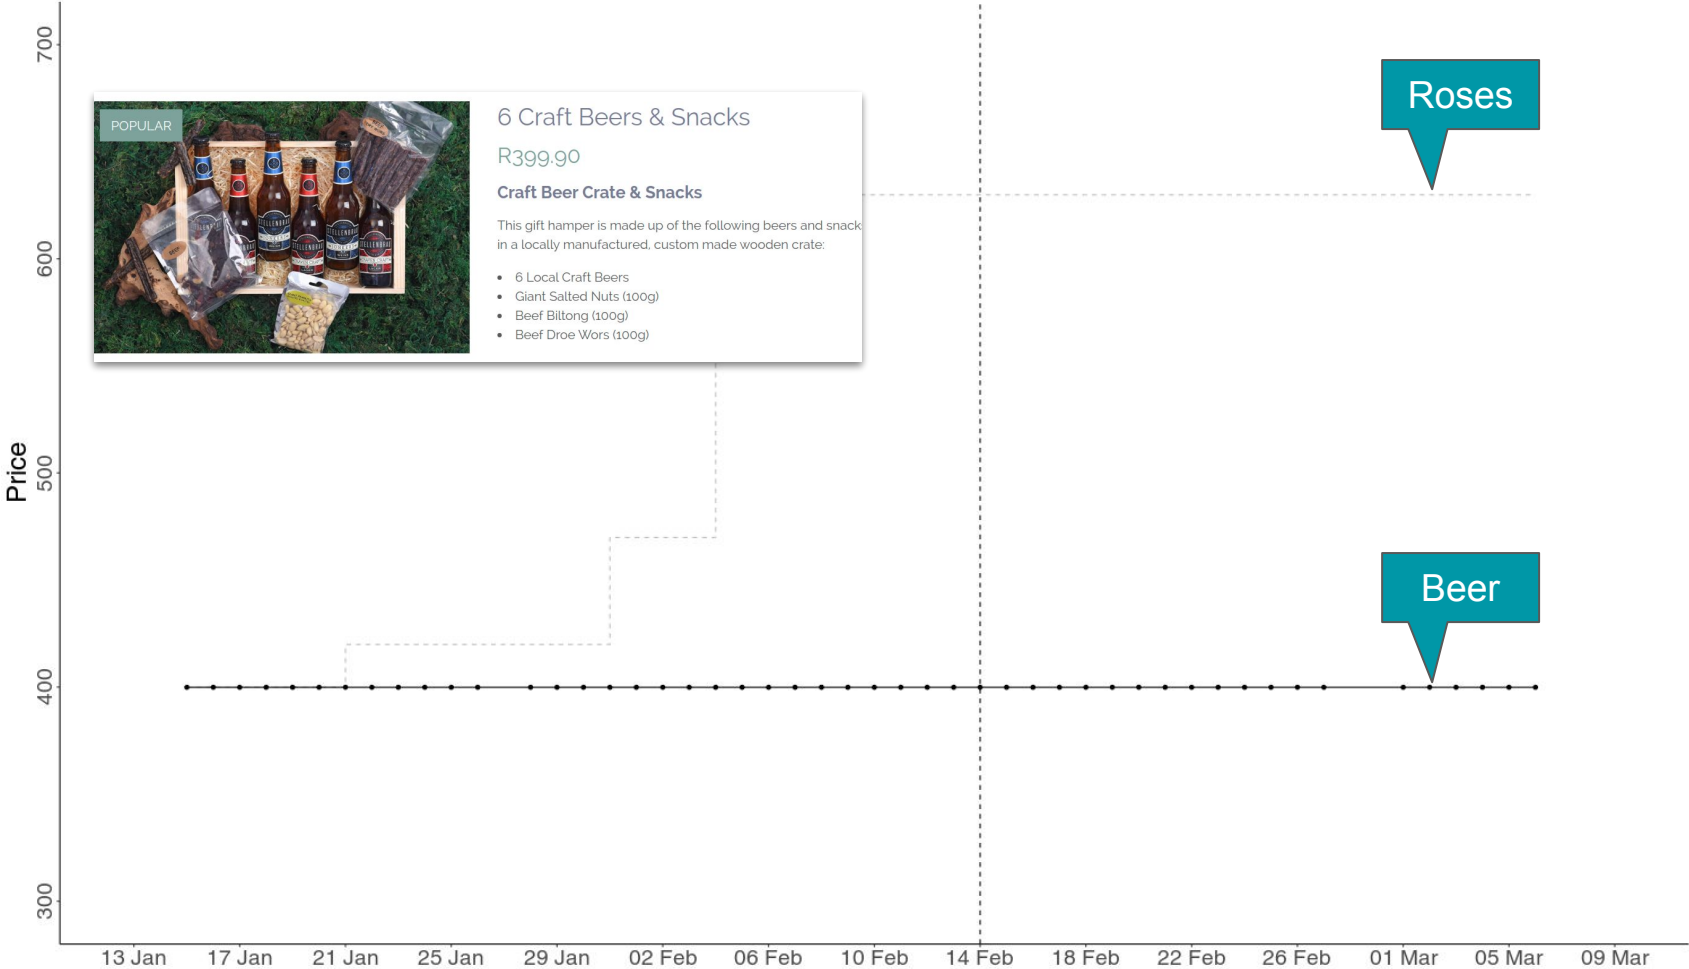 700
600
500
400
300
Price
POPULAR
6 Craft Beers & Snacks
R399.90
Craft Beer Crate & Snacks
This gift hamper is made up of the following beers and snack
in a locally manufactured, custom made wooden crate:
• 6 Local Craft Beers
• Giant Salted Nuts (100g)
• Beef Biltong (100g)
• Beef Droe Wors (100g)
Roses
Beer
13 Jan 17 Jan 21 Jan 25 Jan 29 Jan 02 Feb 06 Feb 10 Feb 14 Feb 18 Feb 22 Feb 26 Feb 01 Mar 05 Mar 09 Mar